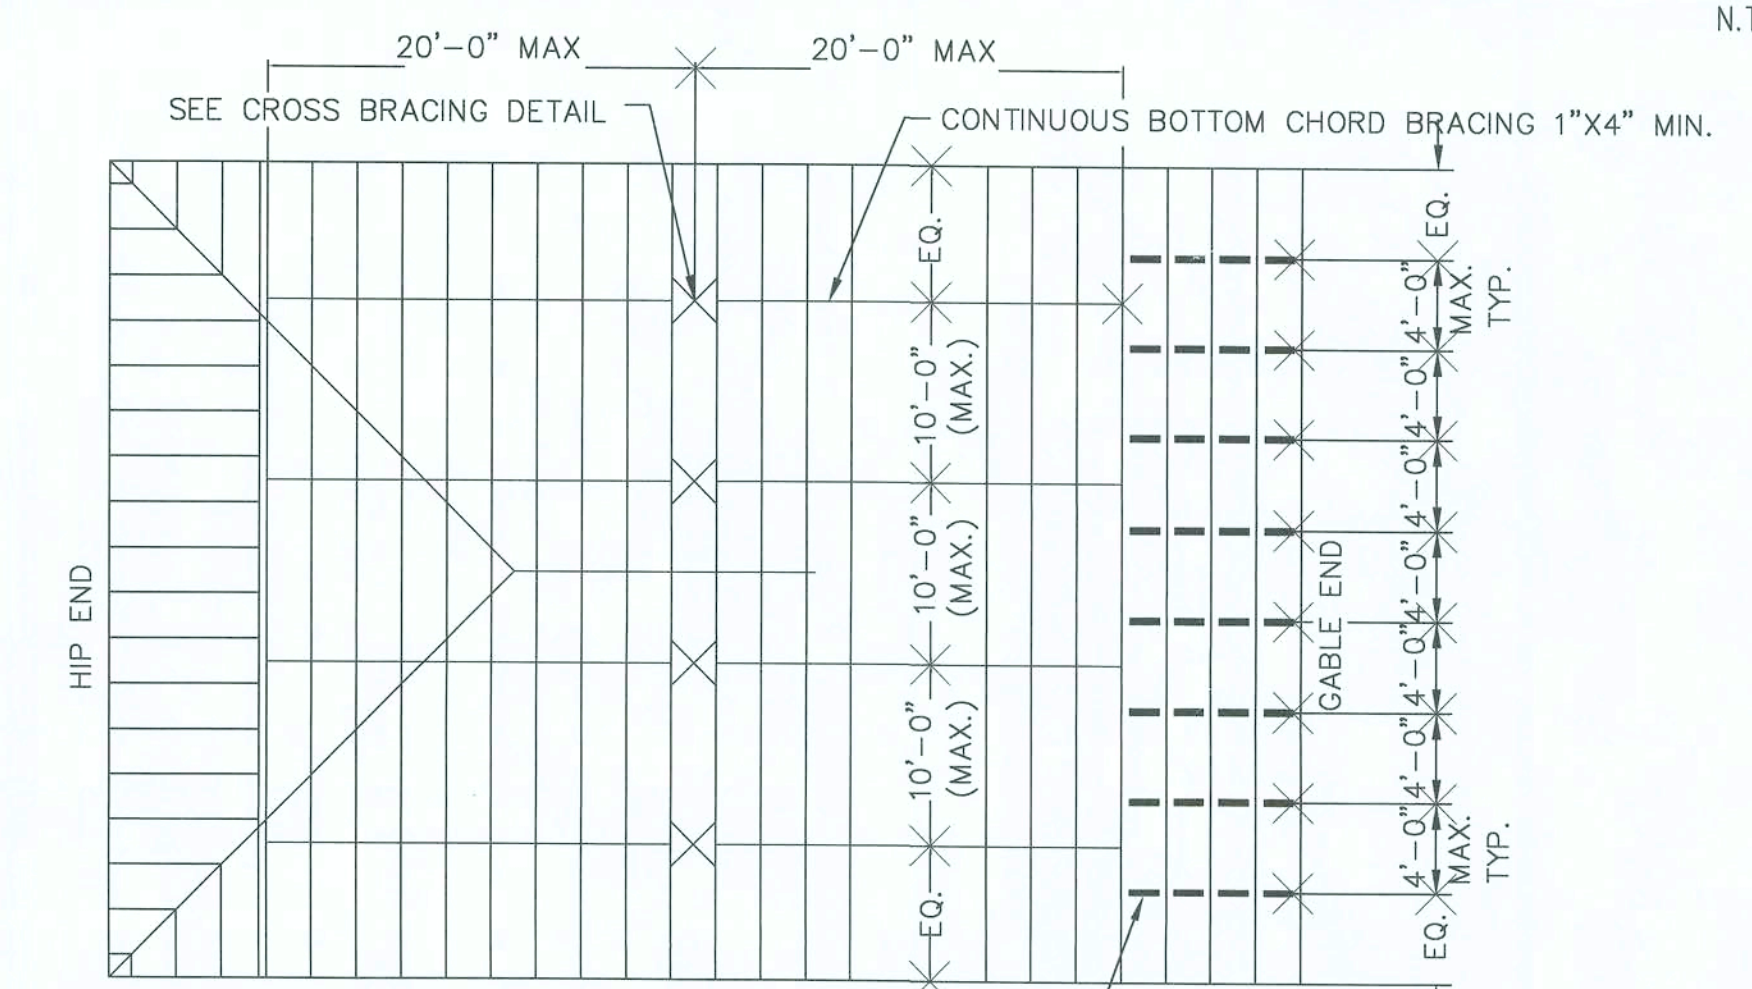 N.T
20'-0" MAX
20'-0" MAX
SEE CROSS BRACING DETAIL
CONTINUOUS BOTTOM CHORD BRACING 1"X4" MIN.
EQ.
10'-0"
(MAX.)
10'-0"
(MAX.)
10'-0"
(MAX.)
EQ.
HIP END
GABLE END
EQ.
4'-0"
MAX.
TYP.
4'-0"
4'-0"
4'-0"
4'-0"
4'-0"
4'-0"
MAX.
TYP.
EQ.